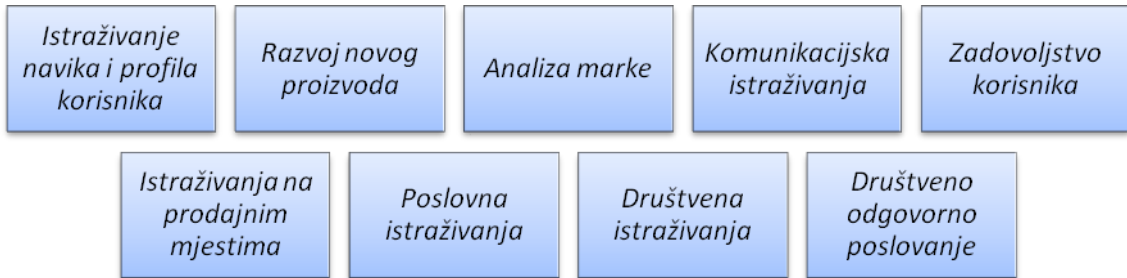 Istraživanje
navika i profila
korisnika
Razvoj novog
proizvoda
Analiza marke
Komunikacijska
istraživanja
Zadovoljstvo
korisnika
Istraživanja na
prodajnim
mjestima
Poslovna
istraživanja
Društvena
istraživanja
Društveno
odgovorno
poslovanje